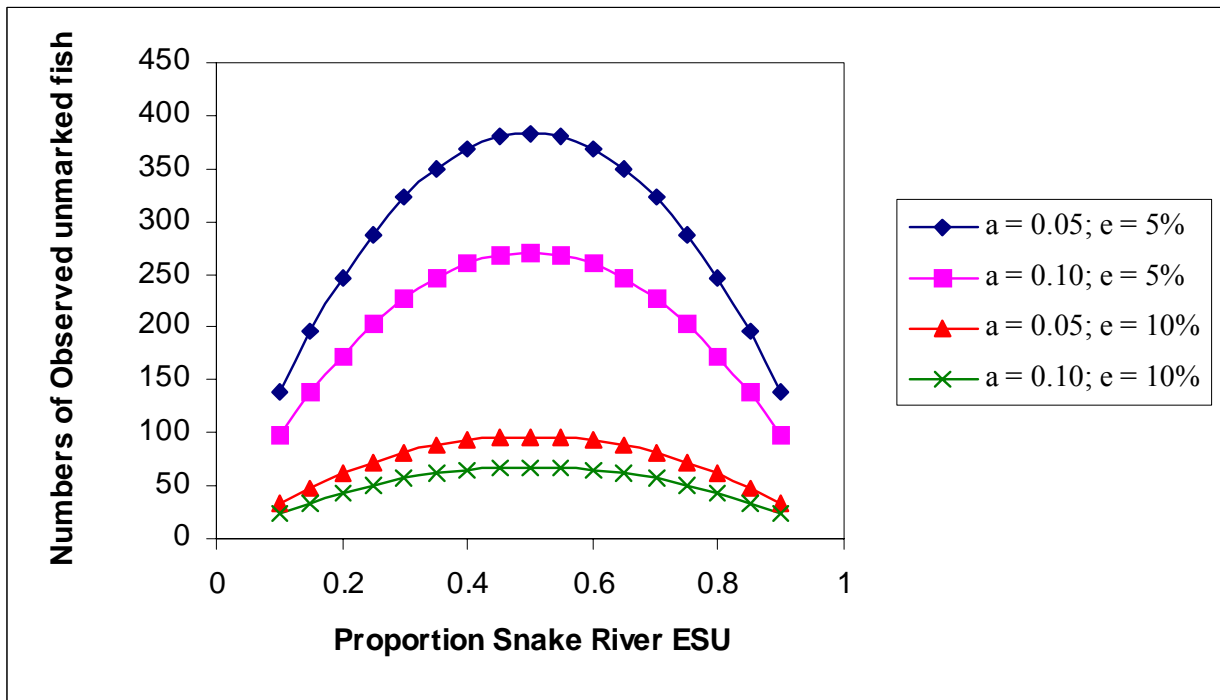 Numbers of Observed unmarked fish
450
400
350
300
250
200
150
100
50
0
0 0.2 0.4 0.6 0.8 1
Proportion Snake River ESU
a = 0.05; e = 5%
a = 0.10; e = 5%
a = 0.05; e = 10%
a = 0.10; e = 10%